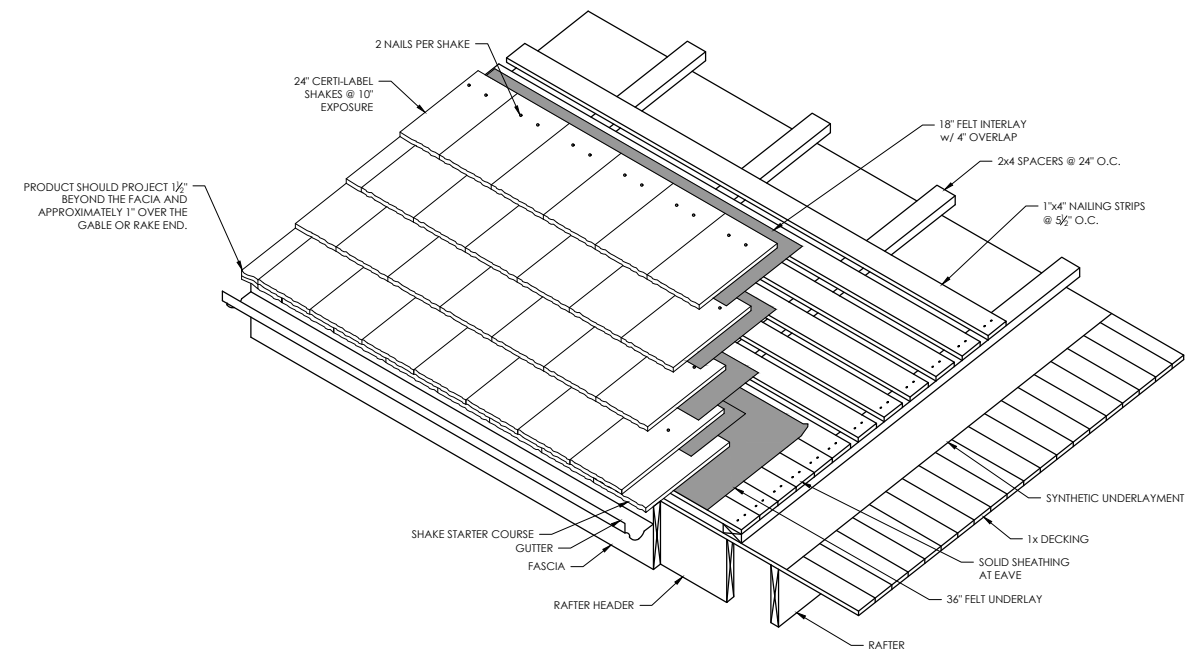 2 NAILS PER SHAKE
24" CERTI-LABEL
SHAKES @ 10"
EXPOSURE
PRODUCT SHOULD PROJECT 1½"
BEYOND THE FACIA AND
APPROXIMATELY 1" OVER THE
GABLE OR RAKE END.
18" FELT INTERLAY
w/ 4" OVERLAP
2x4 SPACERS @ 24" O.C.
1"x4" NAILING STRIPS
@ 5½" O.C.
SYNTHETIC UNDERLAYMENT
1x DECKING
SOLID SHEATHING
AT EAVE
36" FELT UNDERLAY
RAFTER
SHAKE STARTER COURSE
GUTTER
FASCIA
RAFTER HEADER